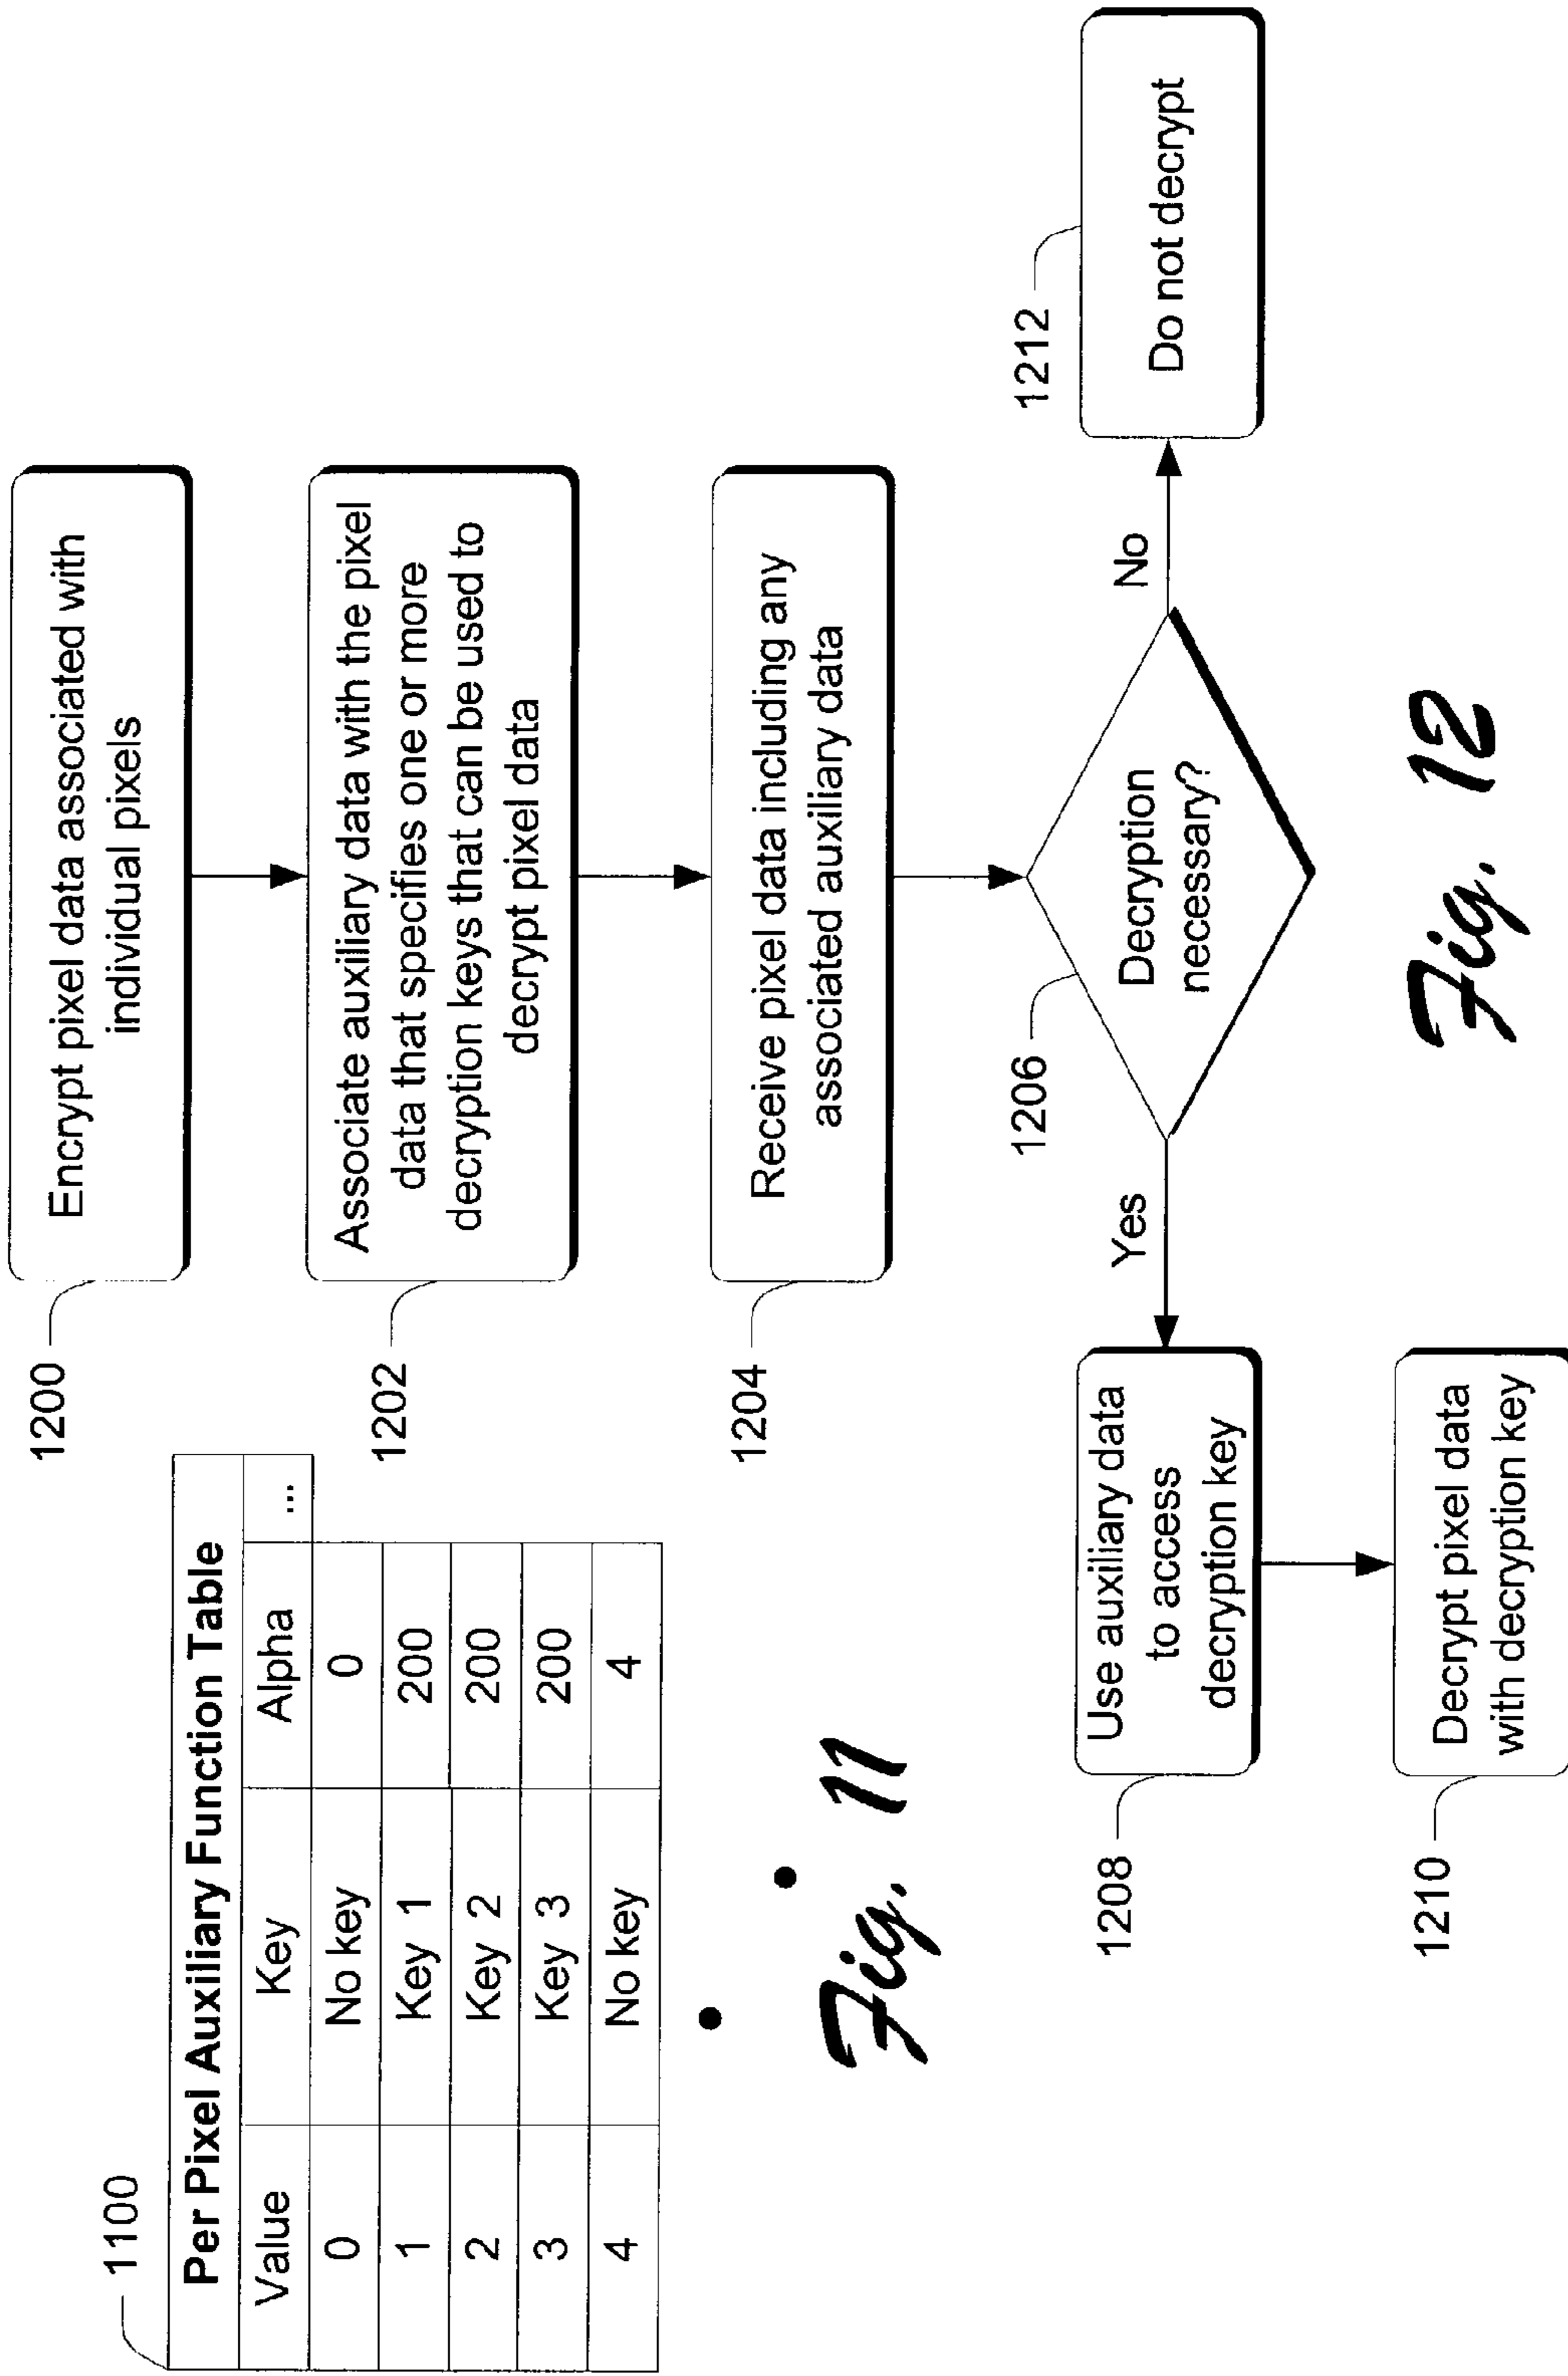 1100
Per Pixel Auxiliary Function Table
Value Key Alpha ...
0 No key 0
1 Key 1 200
2 Key 2 200
3 Key 3 200
4 No key 4
Fig. 11
1200
Encrypt pixel data associated with
individual pixels
1202
Associate auxiliary data with the pixel
data that specifies one or more
decryption keys that can be used to
decrypt pixel data
1204
Receive pixel data including any
associated auxiliary data
1206
Decryption
necessary?
Yes
No
1208
Use auxiliary data
to access
decryption key
1210
Decrypt pixel data
with decryption key
1212
Do not decrypt
Fig. 12